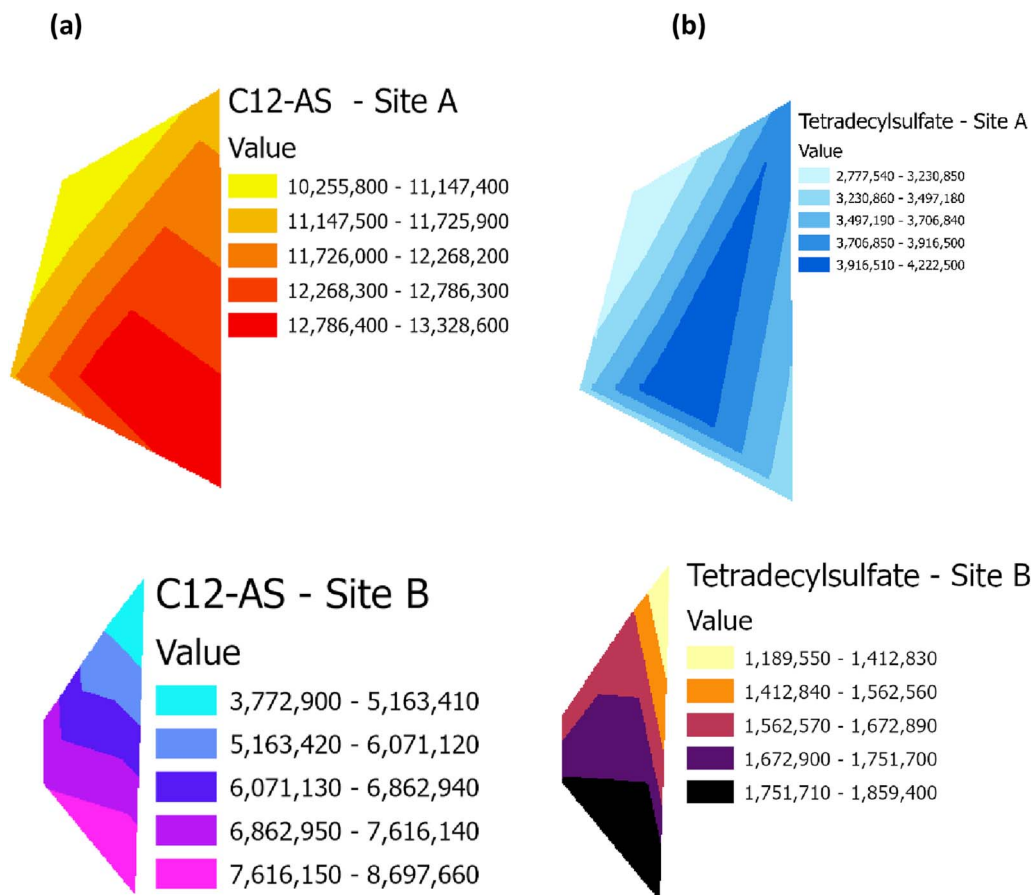 (a)
C12-AS - Site A
Value
10,255,800 - 11,147,400
11,147,500 - 11,725,900
11,726,000 - 12,268,200
12,268,300 - 12,786,300
12,786,400 - 13,328,600
(b)
Tetradecylsulfate - Site A
Value
2,777,540 - 3,230,850
3,230,860 - 3,497,180
3,497,190 - 3,706,840
3,706,850 - 3,916,500
3,916,510 - 4,222,500
C12-AS - Site B
Value
3,772,900 - 5,163,410
5,163,420 - 6,071,120
6,071,130 - 6,862,940
6,862,950 - 7,616,140
7,616,150 - 8,697,660
Tetradecylsulfate - Site B
Value
1,189,550 - 1,412,830
1,412,840 - 1,562,560
1,562,570 - 1,672,890
1,672,900 - 1,751,700
1,751,710 - 1,859,400